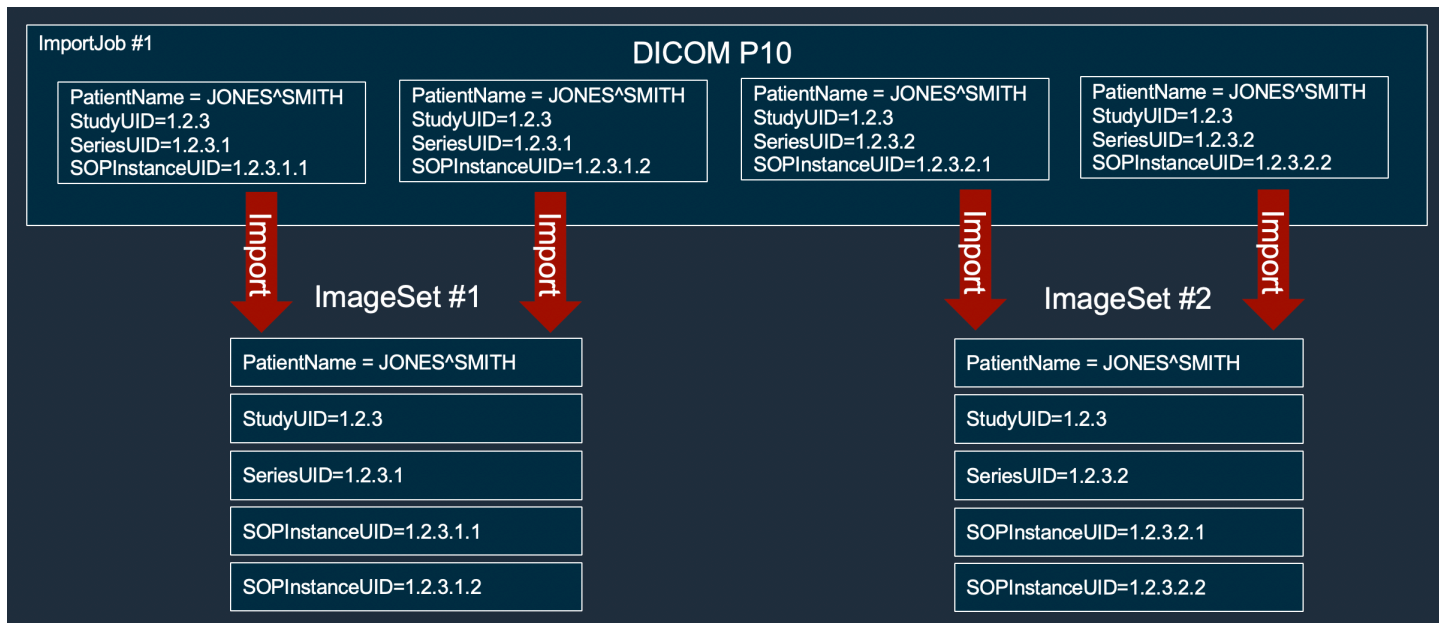 ImportJob #1
DICOM P10
PatientName = JONES^SMITH
StudyUID=1.2.3
SeriesUID=1.2.3.1
SOPInstanceUID=1.2.3.1.1
PatientName = JONES^SMITH
StudyUID=1.2.3
SeriesUID=1.2.3.1
SOPInstanceUID=1.2.3.1.2
PatientName = JONES^SMITH
StudyUID=1.2.3
SeriesUID=1.2.3.2
SOPInstanceUID=1.2.3.2.1
PatientName = JONES^SMITH
StudyUID=1.2.3
SeriesUID=1.2.3.2
SOPInstanceUID=1.2.3.2.2
Import
Import
Import
Import
ImageSet #1
PatientName = JONES^SMITH
StudyUID=1.2.3
SeriesUID=1.2.3.1
SOPInstanceUID=1.2.3.1.1
SOPInstanceUID=1.2.3.1.2
ImageSet #2
PatientName = JONES^SMITH
StudyUID=1.2.3
SeriesUID=1.2.3.2
SOPInstanceUID=1.2.3.2.1
SOPInstanceUID=1.2.3.2.2